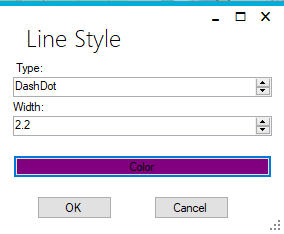 Line Style
Type:
DashDot
Width:
2.2
Color
OK
Cancel